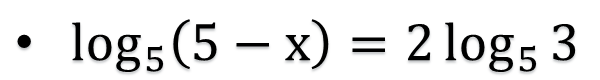 • log₅(5 − x) = 2 log₅ 3